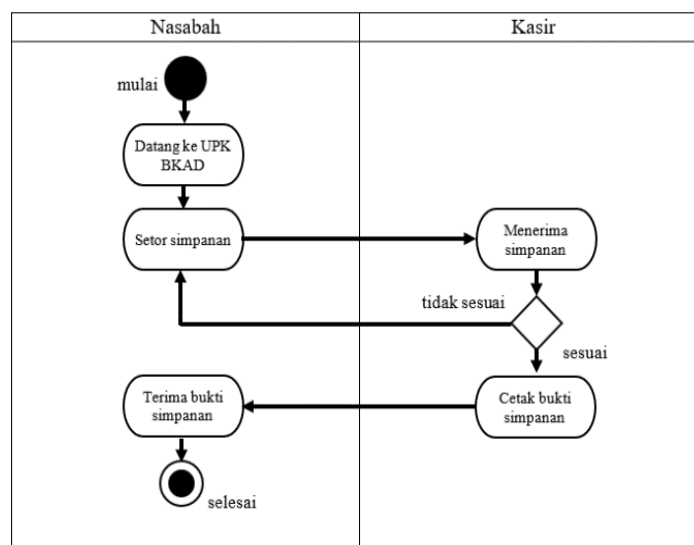 Nasabah
Kasir
mulai
Datang ke UPK
BKAD
Setor simpanan
Menerima
simpanan
tidak sesuai
sesuai
Terima bukti
simpanan
Cetak bukti
simpanan
selesai